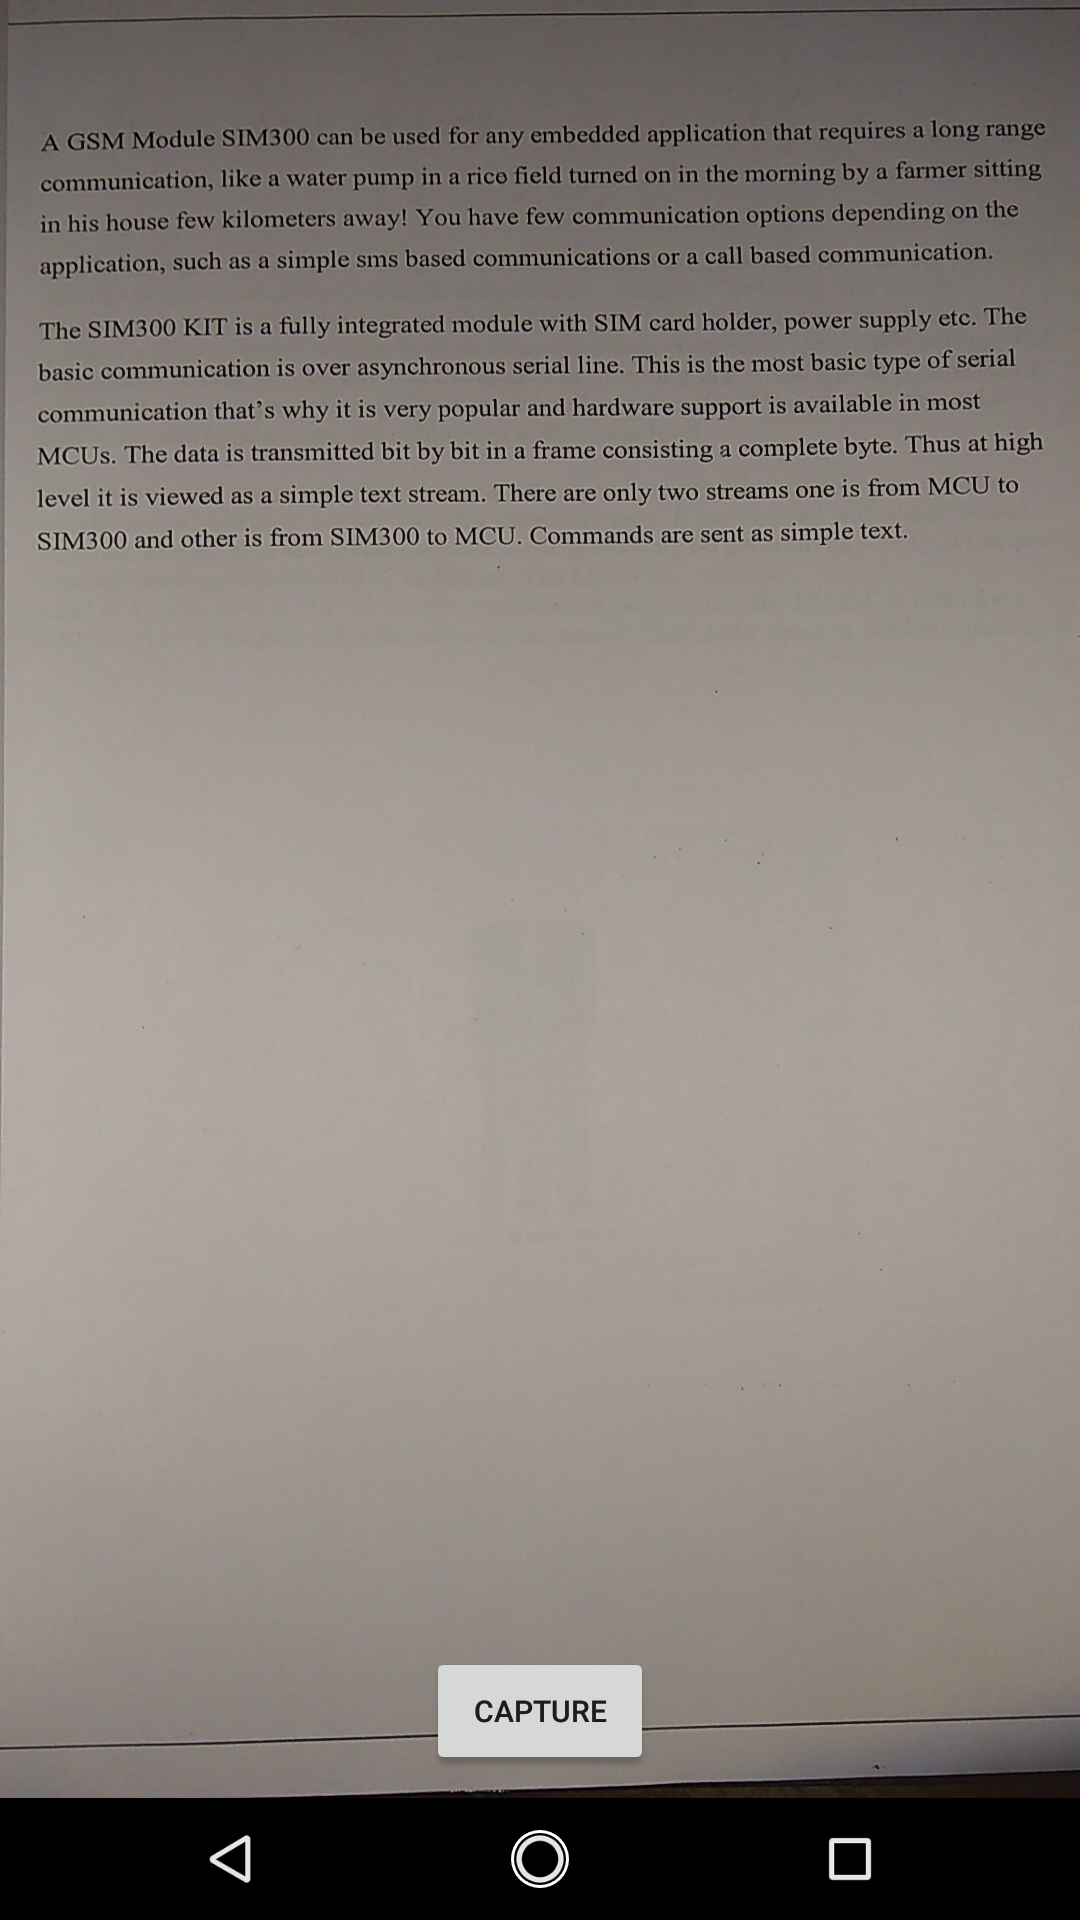 A GSM Module SIM300 can be used for any embedded application that requires a long range
communication, like a water pump in a rice field turned on in the morning by a farmer sitting
in his house few kilometers away! You have few communication options depending on the
application, such as a simple sms based communications or a call based communication.
The SIM300 KIT is a fully integrated module with SIM card holder, power supply etc. The
basic communication is over asynchronous serial line. This is the most basic type of serial
communication that’s why it is very popular and hardware support is available in most
MCUs. The data is transmitted bit by bit in a frame consisting a complete byte. Thus at high
level it is viewed as a simple text stream. There are only two streams one is from MCU to
SIM300 and other is from SIM300 to MCU. Commands are sent as simple text.
CAPTURE